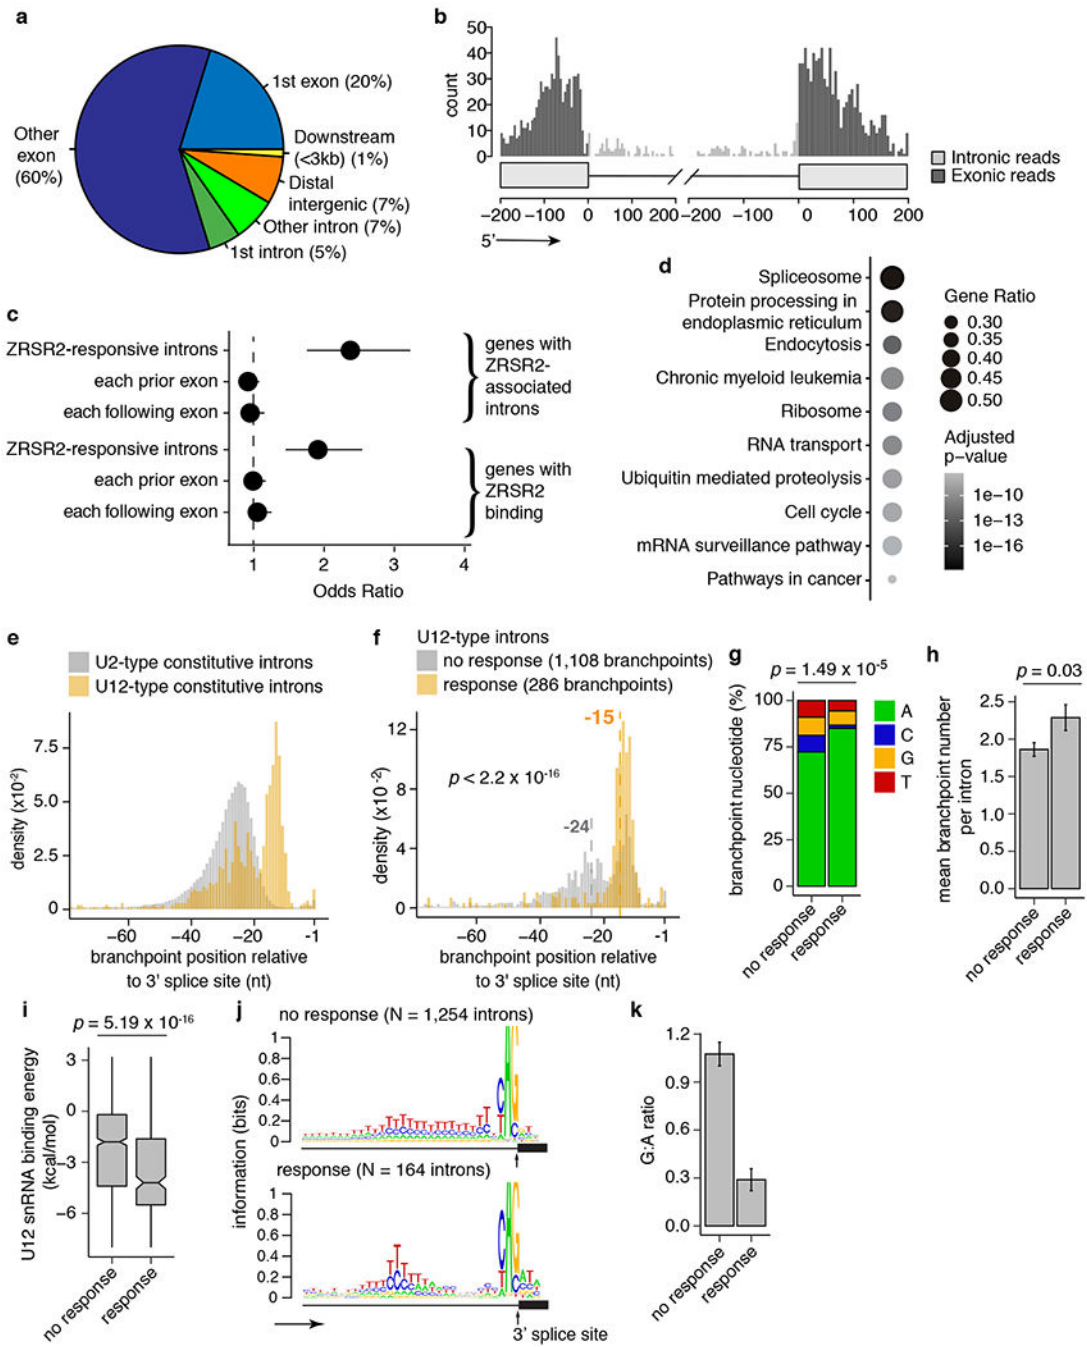 a
Other
exon
(60%)
1st exon (20%)
Downstream
(<3kb) (1%)
Distal
intergenic (7%)
Other intron (7%)
1st intron (5%)
b
count
50
40
30
20
10
0
Intronic reads
Exonic reads
−200 −100 0 100 200 −200 −100 0 100 200
5'
c
ZRSR2-responsive introns
each prior exon
each following exon
ZRSR2-responsive introns
each prior exon
each following exon
genes with
ZRSR2-
associated
introns
genes with
ZRSR2
binding
1 2 3 4
Odds Ratio
d
Spliceosome
Protein processing in
endoplasmic reticulum
Endocytosis
Chronic myeloid leukemia
Ribosome
RNA transport
Ubiquitin mediated proteolysis
Cell cycle
mRNA surveillance pathway
Pathways in cancer
Gene Ratio
0.30
0.35
0.40
0.45
0.50
Adjusted
p−value
1e−10
1e−13
1e−16
e
U2-type constitutive introns
U12-type constitutive introns
density (x10-2)
7.5
5.0
2.5
0
−60 −40 −20 -1
branchpoint position relative
to 3' splice site (nt)
f
U12-type introns
no response (1,108 branchpoints)
response (286 branchpoints)
density (x10 -2)
12
8
4
0
-15
p < 2.2 x 10-16
-24
−60 −40 −20 -1
branchpoint position relative
to 3' splice site (nt)
g
p = 1.49 x 10-5
branchpoint nucleotide (%)
100
75
50
25
0
A
C
G
T
no response
response
h
p = 0.03
mean branchpoint number
per intron
2.5
2.0
1.5
1.0
0.5
0.0
no response
response
i
p = 5.19 x 10-16
U12 snRNA binding energy
(kcal/mol)
3
0
−3
−6
no response
response
j
no response (N = 1,254 introns)
information (bits)
1
0.8
0.6
0.4
0.2
0
response (N = 164 introns)
1
0.8
0.6
0.4
0.2
0
3' splice site
k
G:A ratio
1.2
0.9
0.6
0.3
0.0
no response
response